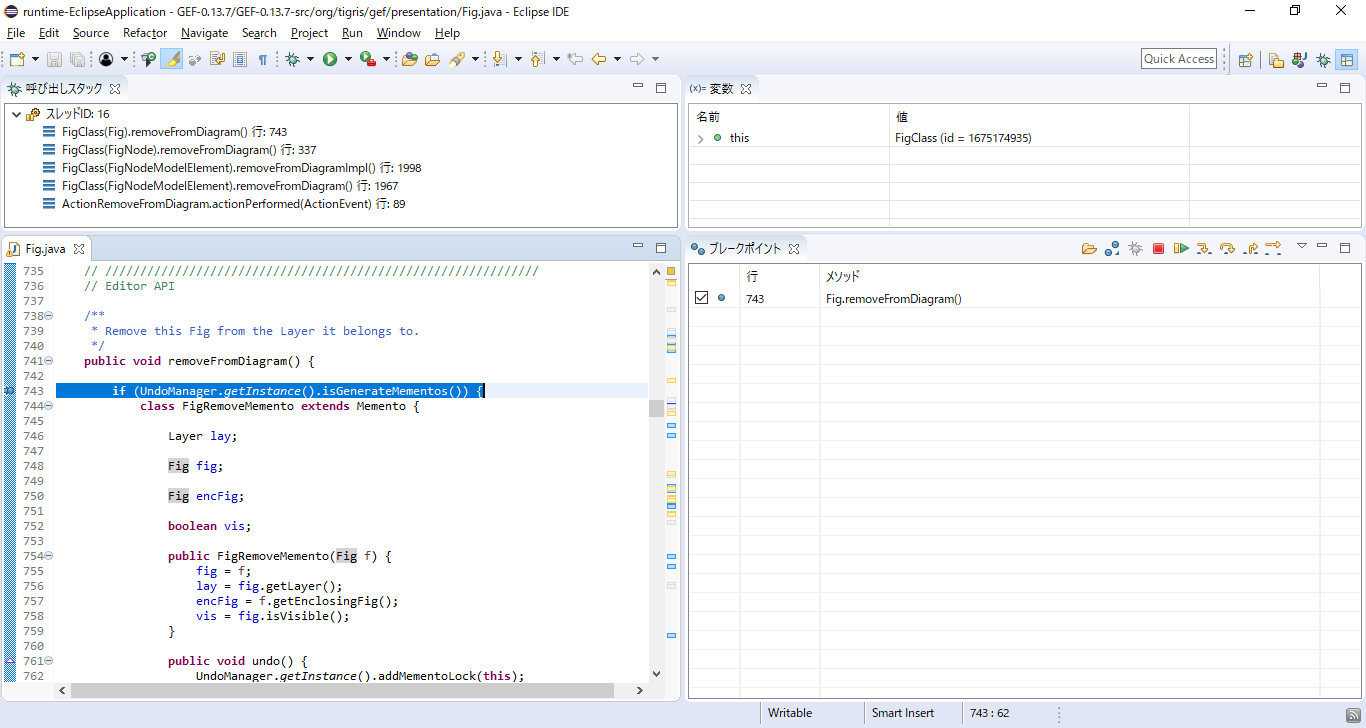 runtime-EclipseApplication - GEF-0.13.7/GEF-0.13.7-src/org/tigris/gef/presentation/Fig.java - Eclipse IDE
File Edit Source Refactor Navigate Search Project Run Window Help
Quick Access
呼び出しスタック
スレッドID: 16
FigClass(Fig).removeFromDiagram() 行: 743
FigClass(FigNode).removeFromDiagram() 行: 337
FigClass(FigNodeModelElement).removeFromDiagramImpl() 行: 1998
FigClass(FigNodeModelElement).removeFromDiagram() 行: 1967
ActionRemoveFromDiagram.actionPerformed(ActionEvent) 行: 89
(x)= 変数
名前 値
this FigClass (id = 1675174935)
Fig.java
735 // //////////////////////////////////////////////////////////////
736 // Editor API
737
738 /**
739 * Remove this Fig from the Layer it belongs to.
740 */
741 public void removeFromDiagram() {
742
743 if (UndoManager.getInstance().isGenerateMementos()) {
744 class FigRemoveMemento extends Memento {
745
746 Layer lay;
747
748 Fig fig;
749
750 Fig encFig;
751
752 boolean vis;
753
754 public FigRemoveMemento(Fig f) {
755 fig = f;
756 lay = fig.getLayer();
757 encFig = f.getEnclosingFig();
758 vis = fig.isVisible();
759 }
760
761 public void undo() {
762 UndoManager.getInstance().addMementoLock(this);
ブレークポイント
行 メソッド
743 Fig.removeFromDiagram()
Writable Smart Insert 743 : 62